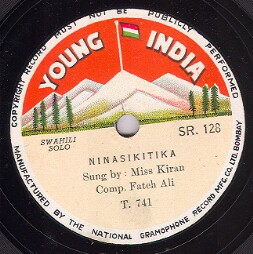 COPYRIGHT RECORD MUST NOT BE PUBLICLY PERFORMED
YOUNG INDIA
SWAHILI
SOLO
SR. 128
NINASIKITIKA
Sung by: Miss Kiran
Comp. Fateh Ali
T. 741
MANUFACTURED BY THE NATIONAL GRAMOPHONE RECORD MFG. CO. LTD. BOMBAY